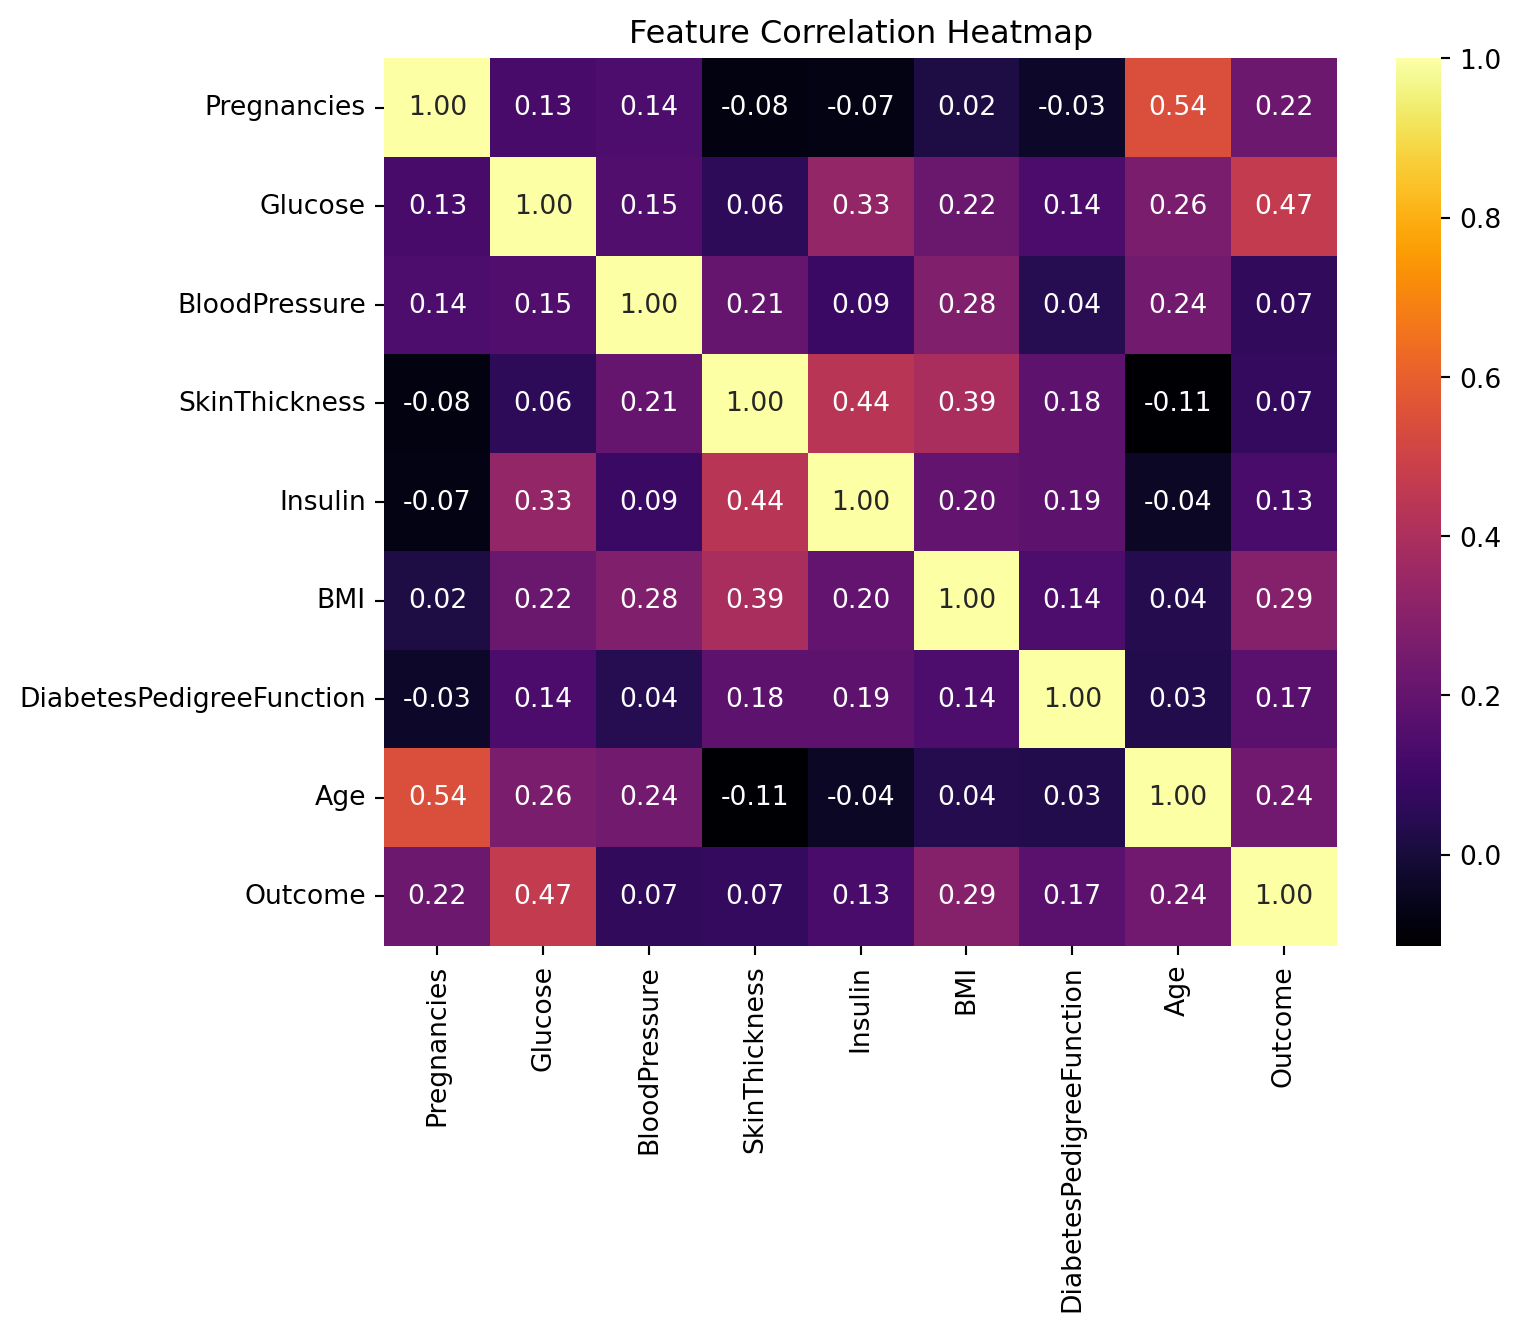 Feature Correlation Heatmap
Pregnancies 1.00 0.13 0.14 -0.08 -0.07 0.02 -0.03 0.54 0.22
Glucose 0.13 1.00 0.15 0.06 0.33 0.22 0.14 0.26 0.47
BloodPressure 0.14 0.15 1.00 0.21 0.09 0.28 0.04 0.24 0.07
SkinThickness -0.08 0.06 0.21 1.00 0.44 0.39 0.18 -0.11 0.07
Insulin -0.07 0.33 0.09 0.44 1.00 0.20 0.19 -0.04 0.13
BMI 0.02 0.22 0.28 0.39 0.20 1.00 0.14 0.04 0.29
DiabetesPedigreeFunction -0.03 0.14 0.04 0.18 0.19 0.14 1.00 0.03 0.17
Age 0.54 0.26 0.24 -0.11 -0.04 0.04 0.03 1.00 0.24
Outcome 0.22 0.47 0.07 0.07 0.13 0.29 0.17 0.24 1.00
Pregnancies
Glucose
BloodPressure
SkinThickness
Insulin
BMI
DiabetesPedigreeFunction
Age
Outcome
1.0
0.8
0.6
0.4
0.2
0.0